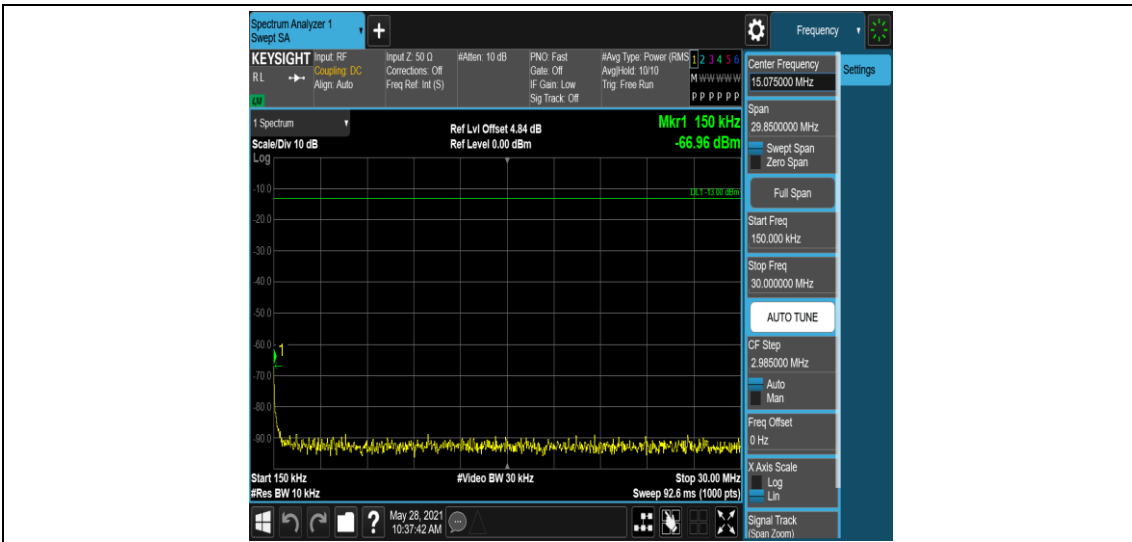 Spectrum Analyzer 1
Swept SA
+
Frequency
KEYSIGHT
RL
LXI
Input: RF
Coupling: DC
Align: Auto
Input Z: 50 Ω
Corrections: Off
Freq Ref: Int (S)
#Atten: 10 dB
PNO: Fast
Gate: Off
IF Gain: Low
Sig Track: Off
#Avg Type: Power (RMS
Avg|Hold: 10/10
Trig: Free Run
1 2 3 4 5 6
M W W W W W
P P P P P P
1 Spectrum
Scale/Div 10 dB
Log
Ref Lvl Offset 4.84 dB
Ref Level 0.00 dBm
Mkr1 150 kHz
-66.96 dBm
DL1 -13.00 dBm
-10.0
-20.0
-30.0
-40.0
-50.0
-60.0
1
-70.0
-80.0
-90.0
Start 150 kHz
#Res BW 10 kHz
#Video BW 30 kHz
Stop 30.00 MHz
Sweep 92.6 ms (1000 pts)
?
May 28, 2021
10:37:42 AM
Center Frequency
15.075000 MHz
Settings
Span
29.8500000 MHz
Swept Span
Zero Span
Full Span
Start Freq
150.000 kHz
Stop Freq
30.000000 MHz
AUTO TUNE
CF Step
2.985000 MHz
Auto
Man
Freq Offset
0 Hz
X Axis Scale
Log
Lin
Signal Track
(Span Zoom)